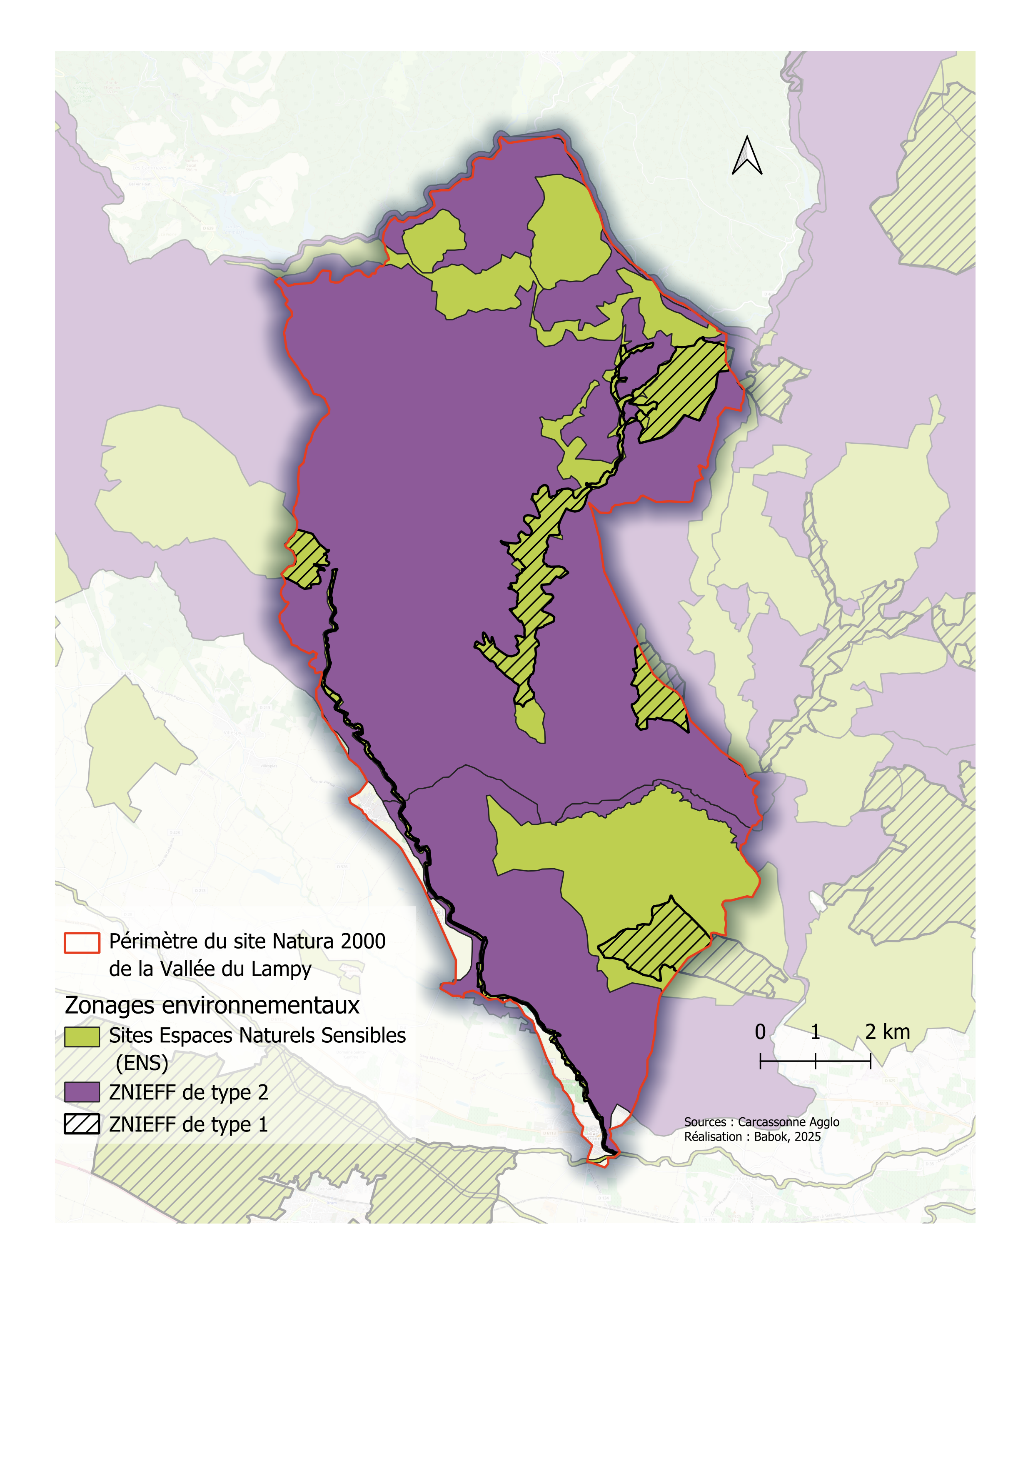 Périmètre du site Natura 2000
de la Vallée du Lampy
Zonages environnementaux
Sites Espaces Naturels Sensibles
(ENS)
ZNIEFF de type 2
ZNIEFF de type 1
0 1 2 km
Sources : Carcassonne Agglo
Réalisation : Babok, 2025